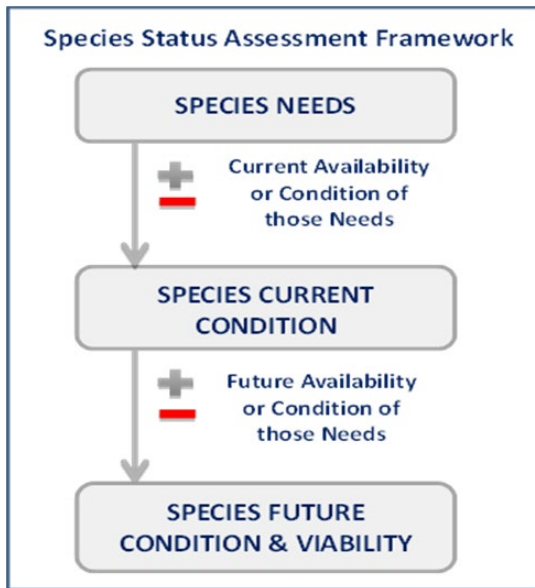 Species Status Assessment Framework
SPECIES NEEDS
Current Availability
or Condition of
those Needs
SPECIES CURRENT
CONDITION
Future Availability
or Condition of
those Needs
SPECIES FUTURE
CONDITION & VIABILITY